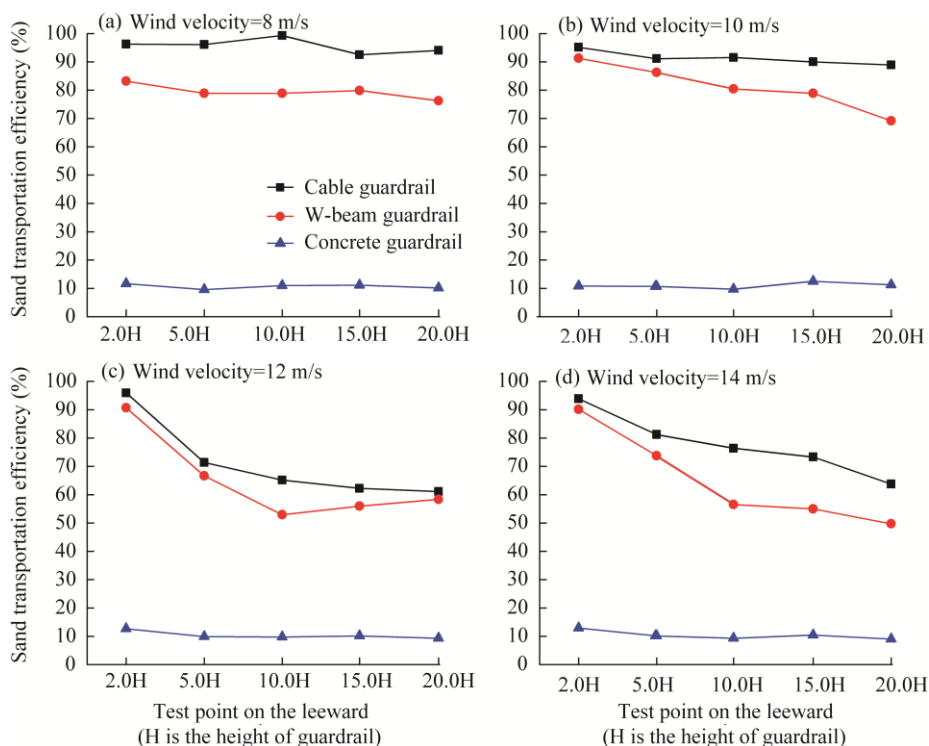 (a) Wind velocity=8 m/s
Sand transportation efficiency (%)
100
90
80
70
60
50
40
30
20
10
0
Cable guardrail
W-beam guardrail
Concrete guardrail
2.0H 5.0H 10.0H 15.0H 20.0H
(b) Wind velocity=10 m/s
100
90
80
70
60
50
40
30
20
10
0
2.0H 5.0H 10.0H 15.0H 20.0H
(c) Wind velocity=12 m/s
Sand transportation efficiency (%)
100
90
80
70
60
50
40
30
20
10
0
2.0H 5.0H 10.0H 15.0H 20.0H
Test point on the leeward
(H is the height of guardrail)
(d) Wind velocity=14 m/s
100
90
80
70
60
50
40
30
20
10
0
2.0H 5.0H 10.0H 15.0H 20.0H
Test point on the leeward
(H is the height of guardrail)